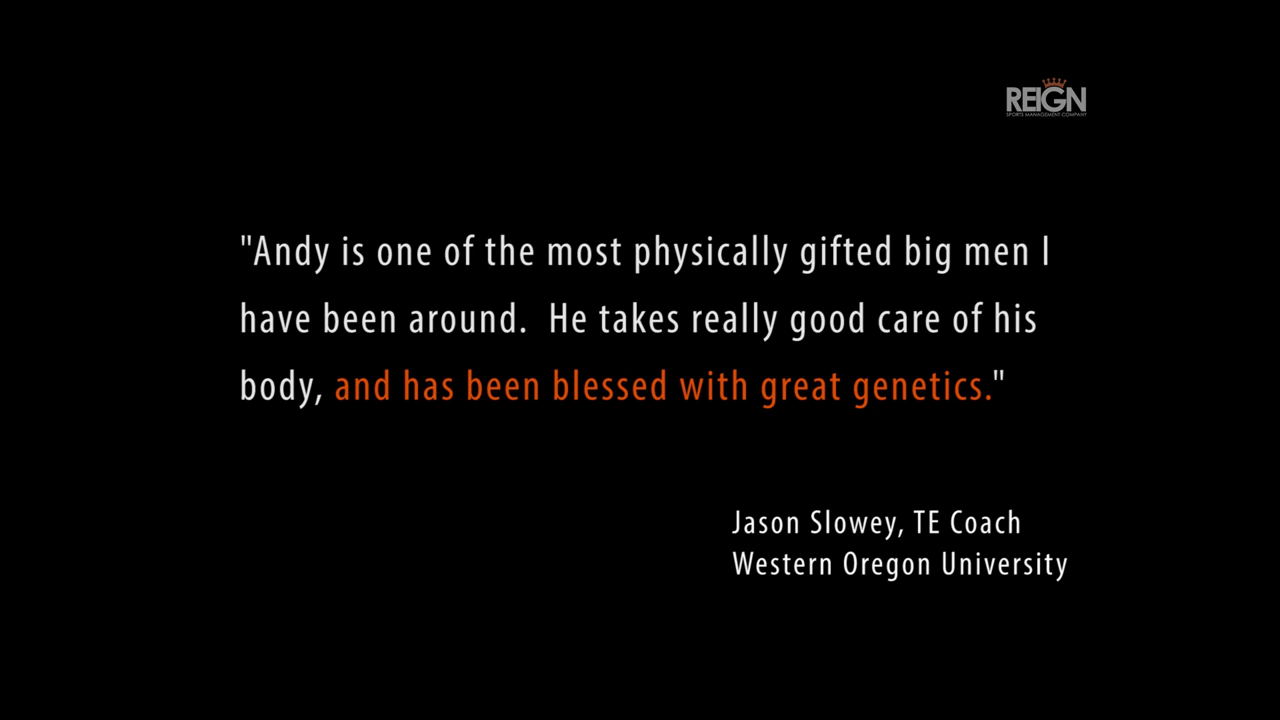 REIGN
SPORTS MANAGEMENT COMPANY
"Andy is one of the most physically gifted big men I
have been around.  He takes really good care of his
body, and has been blessed with great genetics."
Jason Slowey, TE Coach
Western Oregon University